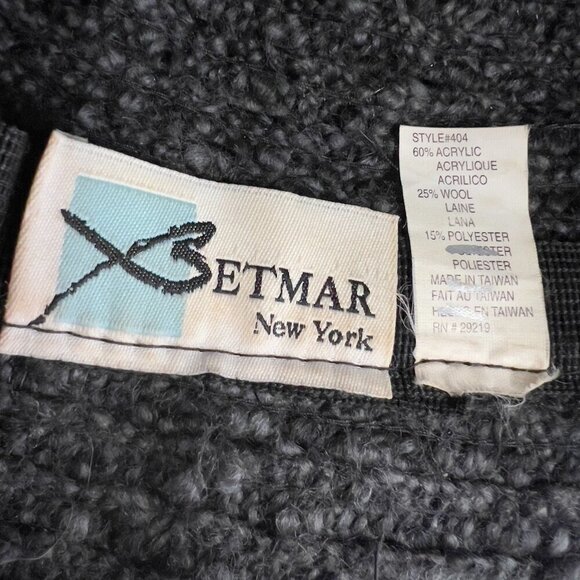 BETMAR
New York
STYLE#404
60% ACRYLIC
ACRYLIQUE
ACRILICO
25% WOOL
LAINE
LANA
15% POLYESTER
POLIESTER
MADE IN TAIWAN
FAIT AU TAIWAN
EN TAIWAN
RN # 29219